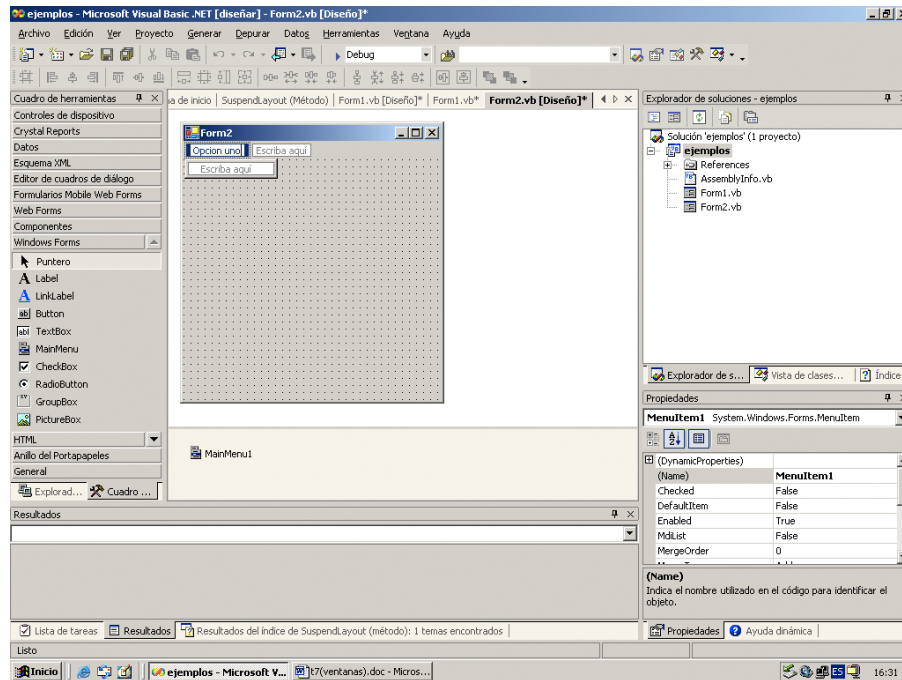 ejemplos - Microsoft Visual Basic .NET [diseñar] - Form2.vb [Diseño]*
Archivo Edición Ver Proyecto Generar Depurar Datos Herramientas Ventana Ayuda
Debug
Cuadro de herramientas
Controles de dispositivo
Crystal Reports
Datos
Esquema XML
Editor de cuadros de diálogo
Formularios Mobile Web Forms
Web Forms
Componentes
Windows Forms
Puntero
A Label
A LinkLabel
ab Button
abl TextBox
MainMenu
CheckBox
RadioButton
GroupBox
PictureBox
HTML
Anillo del Portapapeles
General
Explorad... Cuadro ...
a de inicio SuspendLayout (Método) Form1.vb [Diseño]* Form1.vb* Form2.vb [Diseño]*
Form2
Opcion uno Escriba aquí
Escriba aquí
MainMenu1
Explorador de soluciones - ejemplos
Solución 'ejemplos' (1 proyecto)
ejemplos
References
AssemblyInfo.vb
Form1.vb
Form2.vb
Explorador de s... Vista de clases... Índice
Propiedades
MenuItem1 System.Windows.Forms.MenuItem
(DynamicProperties)
(Name) MenuItem1
Checked False
DefaultItem False
Enabled True
MdiList False
MergeOrder 0
(Name)
Indica el nombre utilizado en el código para identificar el
objeto.
Propiedades Ayuda dinámica
Resultados
Lista de tareas Resultados Resultados del índice de SuspendLayout (método): 1 temas encontrados
Listo
Inicio ejemplos - Microsoft V... t7(ventanas).doc - Micros... ES 16:31